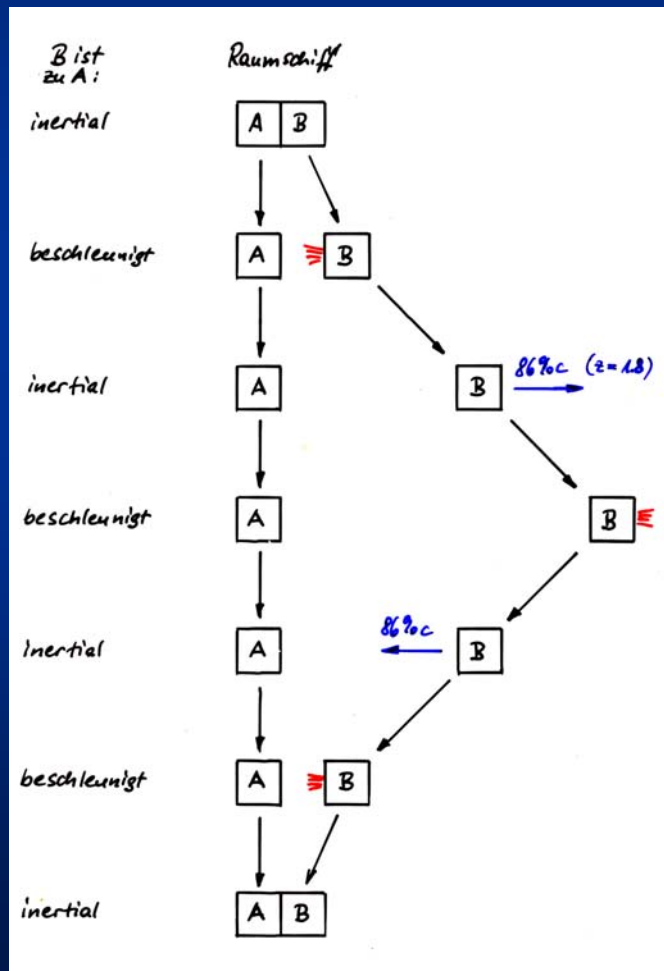 B ist
zu A:
Raumschiff
inertial
A B
beschleunigt
A B
inertial
A B 86%c (z=1.8)
beschleunigt
A B
inertial
A 86%c B
beschleunigt
A B
inertial
A B